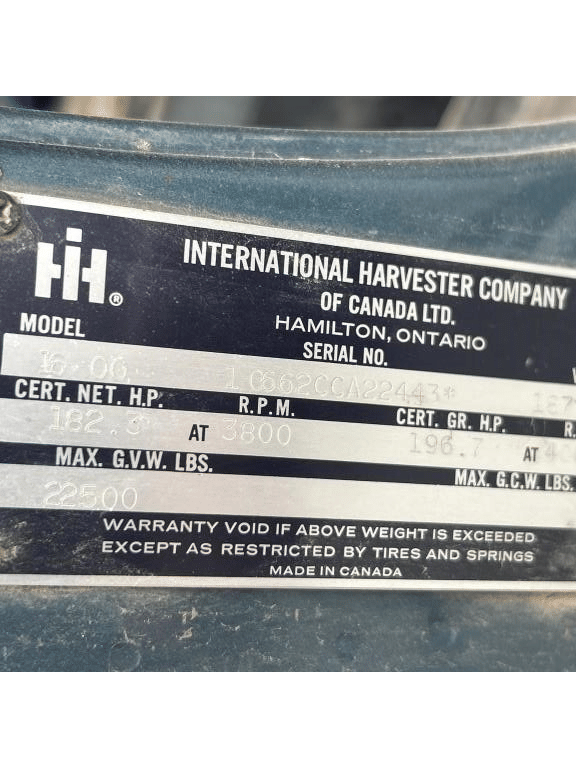 IH ®
INTERNATIONAL HARVESTER COMPANY
OF CANADA LTD.
HAMILTON, ONTARIO
MODEL
SERIAL NO.
CERT. NET. H.P. R.P.M. CERT. GR. H.P. R.
182.3 AT 3800 196.7 AT
MAX. G.V.W. LBS. MAX. G.C.W. LBS.
22500
WARRANTY VOID IF ABOVE WEIGHT IS EXCEEDED
EXCEPT AS RESTRICTED BY TIRES AND SPRINGS
MADE IN CANADA